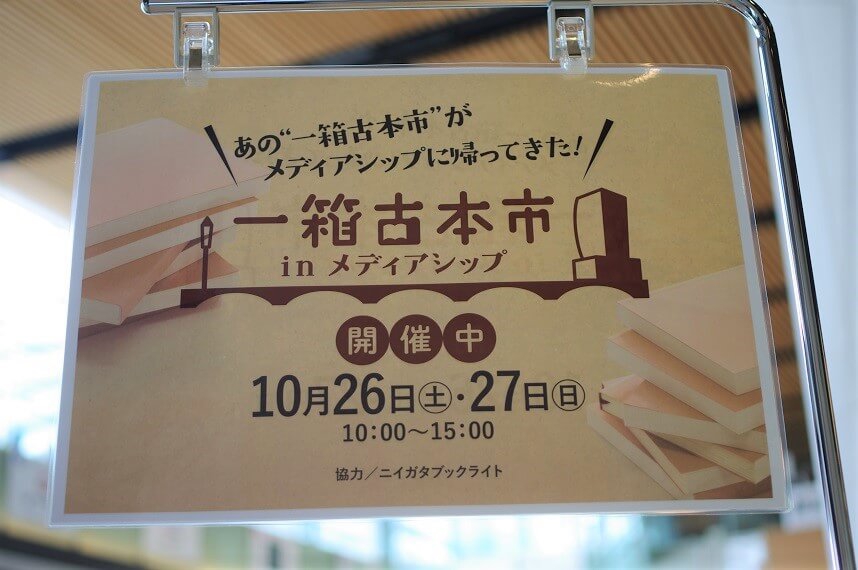 あの“一箱古本市”が
メディアシップに帰ってきた!
一箱古本市
in メディアシップ
開催中
10月26日㊏・27日㊐
10:00〜15:00
協力/ニイガタブックライト